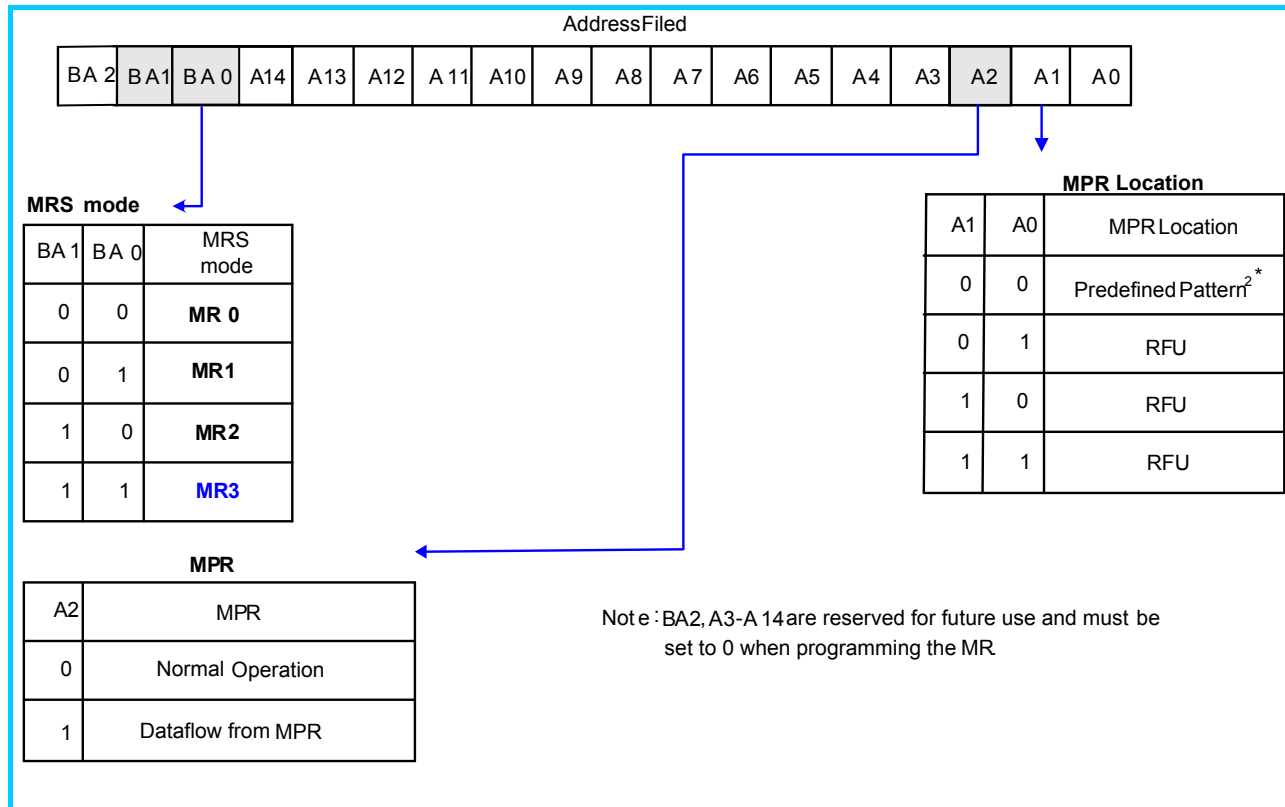 AddressFiled
BA 2 BA1 BA 0 A14 A13 A12 A 11 A10 A9 A8 A 7 A6 A5 A4 A3 A2 A 1 A 0
MRS mode
BA 1 BA 0 MRS mode
0 0 MR 0
0 1 MR1
1 0 MR2
1 1 MR3
MPR Location
A1 A0 MPR Location
0 0 Predefined Pattern2*
0 1 RFU
1 0 RFU
1 1 RFU
MPR
A2 MPR
0 Normal Operation
1 Dataflow from MPR
Note : BA2, A3-A 14 are reserved for future use and must be
set to 0 when programming the MR.